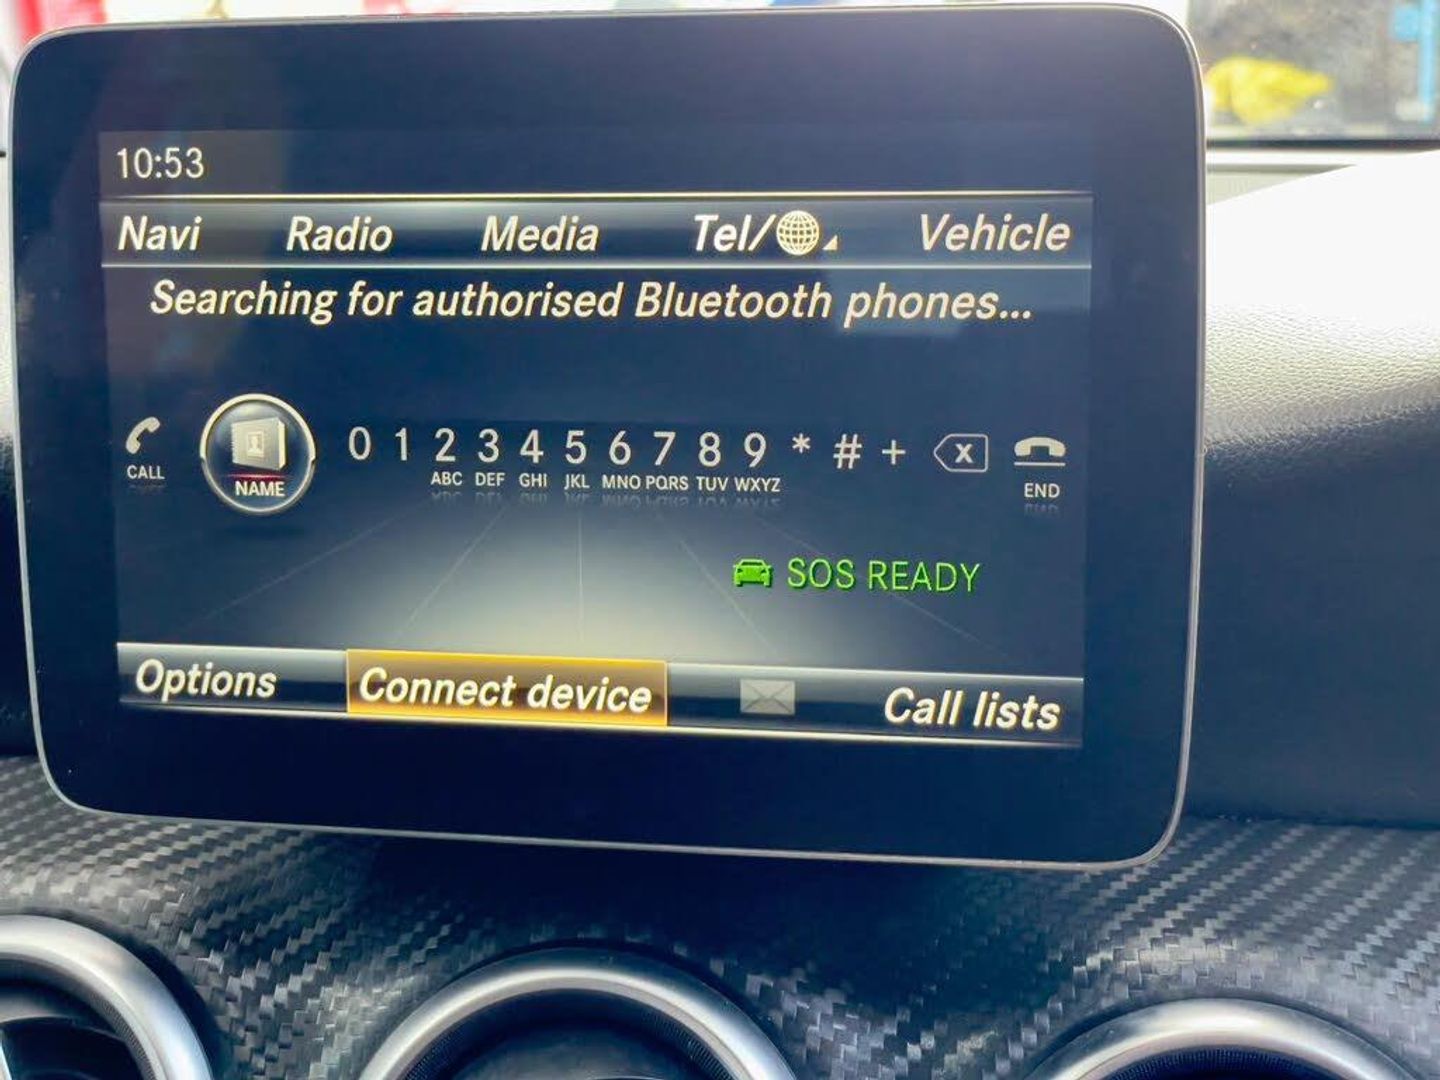 10:53
Navi Radio Media Tel/ Vehicle
Searching for authorised Bluetooth phones...
0 1 2 3 4 5 6 7 8 9 * # + x
CALL NAME ABC DEF GHI JKL MNO PQRS TUV WXYZ END
SOS READY
Options Connect device Call lists